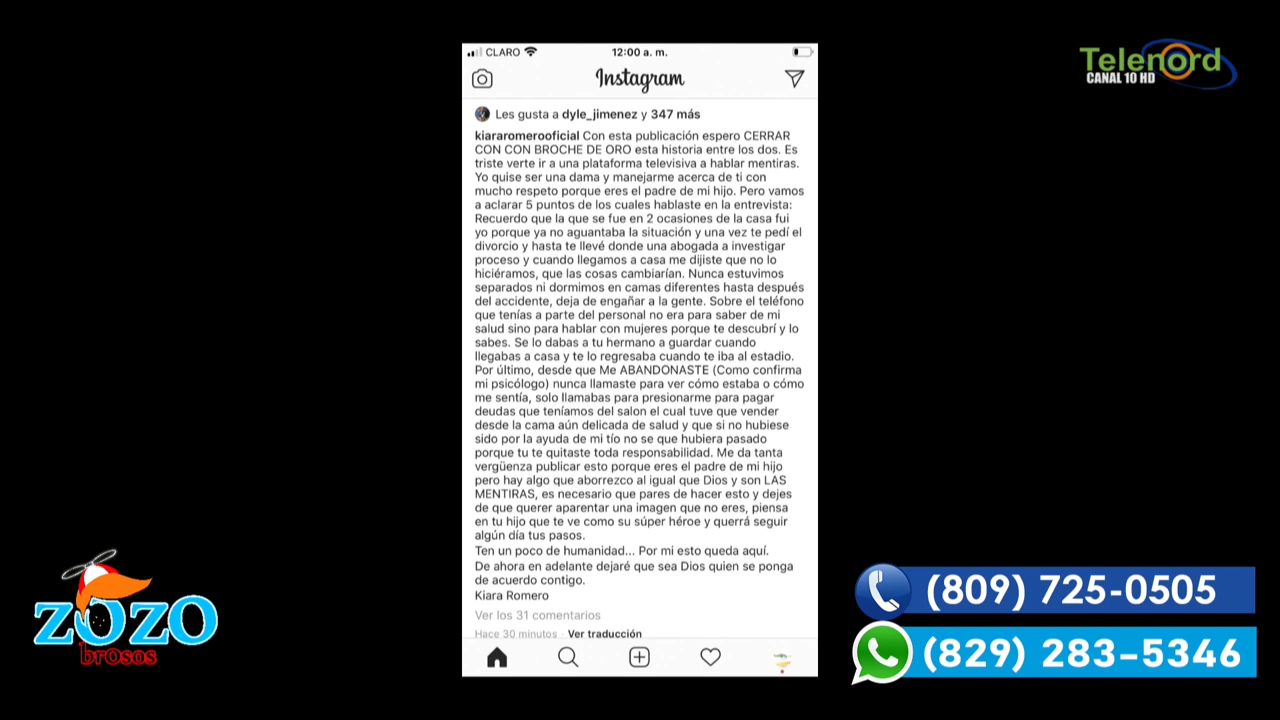 CLARO
12:00 a. m.
Instagram
Telenord
CANAL 10 HD
Les gusta a dyle_jimenez y 347 más
kiararomerooficial Con esta publicación espero CERRAR
CON CON BROCHE DE ORO esta historia entre los dos. Es
triste verte ir a una plataforma televisiva a hablar mentiras.
Yo quise ser una dama y manejarme acerca de ti con
mucho respeto porque eres el padre de mi hijo. Pero vamos
a aclarar 5 puntos de los cuales hablaste en la entrevista:
Recuerdo que la que se fue en 2 ocasiones de la casa fui
yo porque ya no aguantaba la situación y una vez te pedí el
divorcio y hasta te llevé donde una abogada a investigar
proceso y cuando llegamos a casa me dijiste que no lo
hiciéramos, que las cosas cambiarían. Nunca estuvimos
separados ni dormimos en camas diferentes hasta después
del accidente, deja de engañar a la gente. Sobre el teléfono
que tenías a parte del personal no era para saber de mi
salud sino para hablar con mujeres porque te descubrí y lo
sabes. Se lo dabas a tu hermano a guardar cuando
llegabas a casa y te lo regresaba cuando te iba al estadio.
Por último, desde que Me ABANDONASTE (Como confirma
mi psicólogo) nunca llamaste para ver cómo estaba o cómo
me sentía, solo llamabas para presionarme para pagar
deudas que teníamos del salon el cual tuve que vender
desde la cama aún delicada de salud y que si no hubiese
sido por la ayuda de mi tío no se que hubiera pasado
porque tu te quitaste toda responsabilidad. Me da tanta
vergüenza publicar esto porque eres el padre de mi hijo
pero hay algo que aborrezco al igual que Dios y son LAS
MENTIRAS, es necesario que pares de hacer esto y dejes
de que querer aparentar una imagen que no eres, piensa
en tu hijo que te ve como su súper héroe y querrá seguir
algún día tus pasos.
Ten un poco de humanidad... Por mi esto queda aquí.
De ahora en adelante dejaré que sea Dios quien se ponga
de acuerdo contigo.
Kiara Romero
Ver los 31 comentarios
Hace 30 minutos · Ver traducción
zozo
brosos
(809) 725-0505
(829) 283-5346